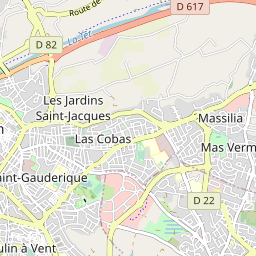 D 617
Route de
La Têt
D 82
Les Jardins
Saint-Jacques
Massilia
Las Cobas
Mas Verm
int-Gauderique
D 22
ulin à Vent